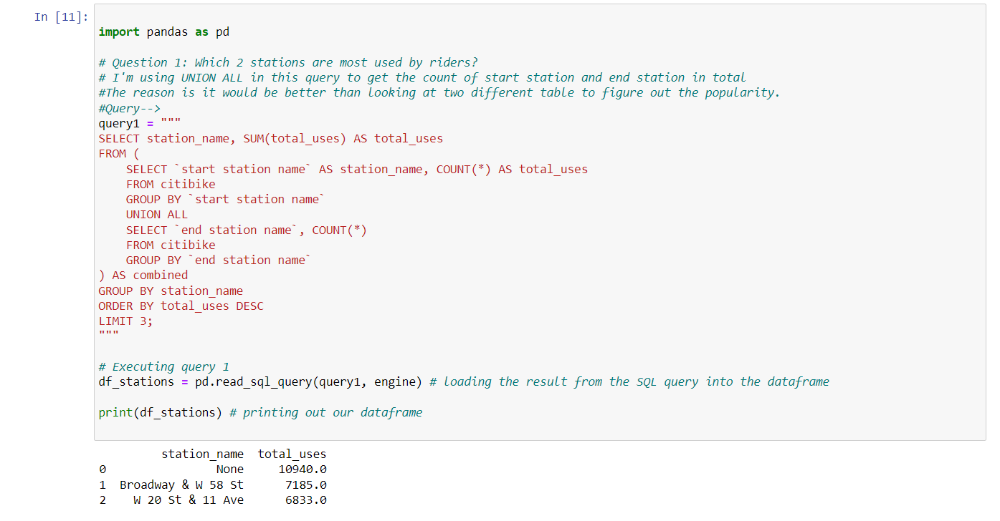 In [11]:
import pandas as pd
# Question 1: Which 2 stations are most used by riders?
# I'm using UNION ALL in this query to get the count of start station and end station in total
#The reason is it would be better than looking at two different table to figure out the popularity.
#Query-->
query1 = """
SELECT station_name, SUM(total_uses) AS total_uses
FROM (
    SELECT `start station name` AS station_name, COUNT(*) AS total_uses
    FROM citibike
    GROUP BY `start station name`
    UNION ALL
    SELECT `end station name`, COUNT(*)
    FROM citibike
    GROUP BY `end station name`
) AS combined
GROUP BY station_name
ORDER BY total_uses DESC
LIMIT 3;
"""
# Executing query 1
df_stations = pd.read_sql_query(query1, engine) # loading the result from the SQL query into the dataframe
print(df_stations) # printing out our dataframe
station_name  total_uses
0  None  10940.0
1  Broadway & W 58 St  7185.0
2  W 20 St & 11 Ave  6833.0